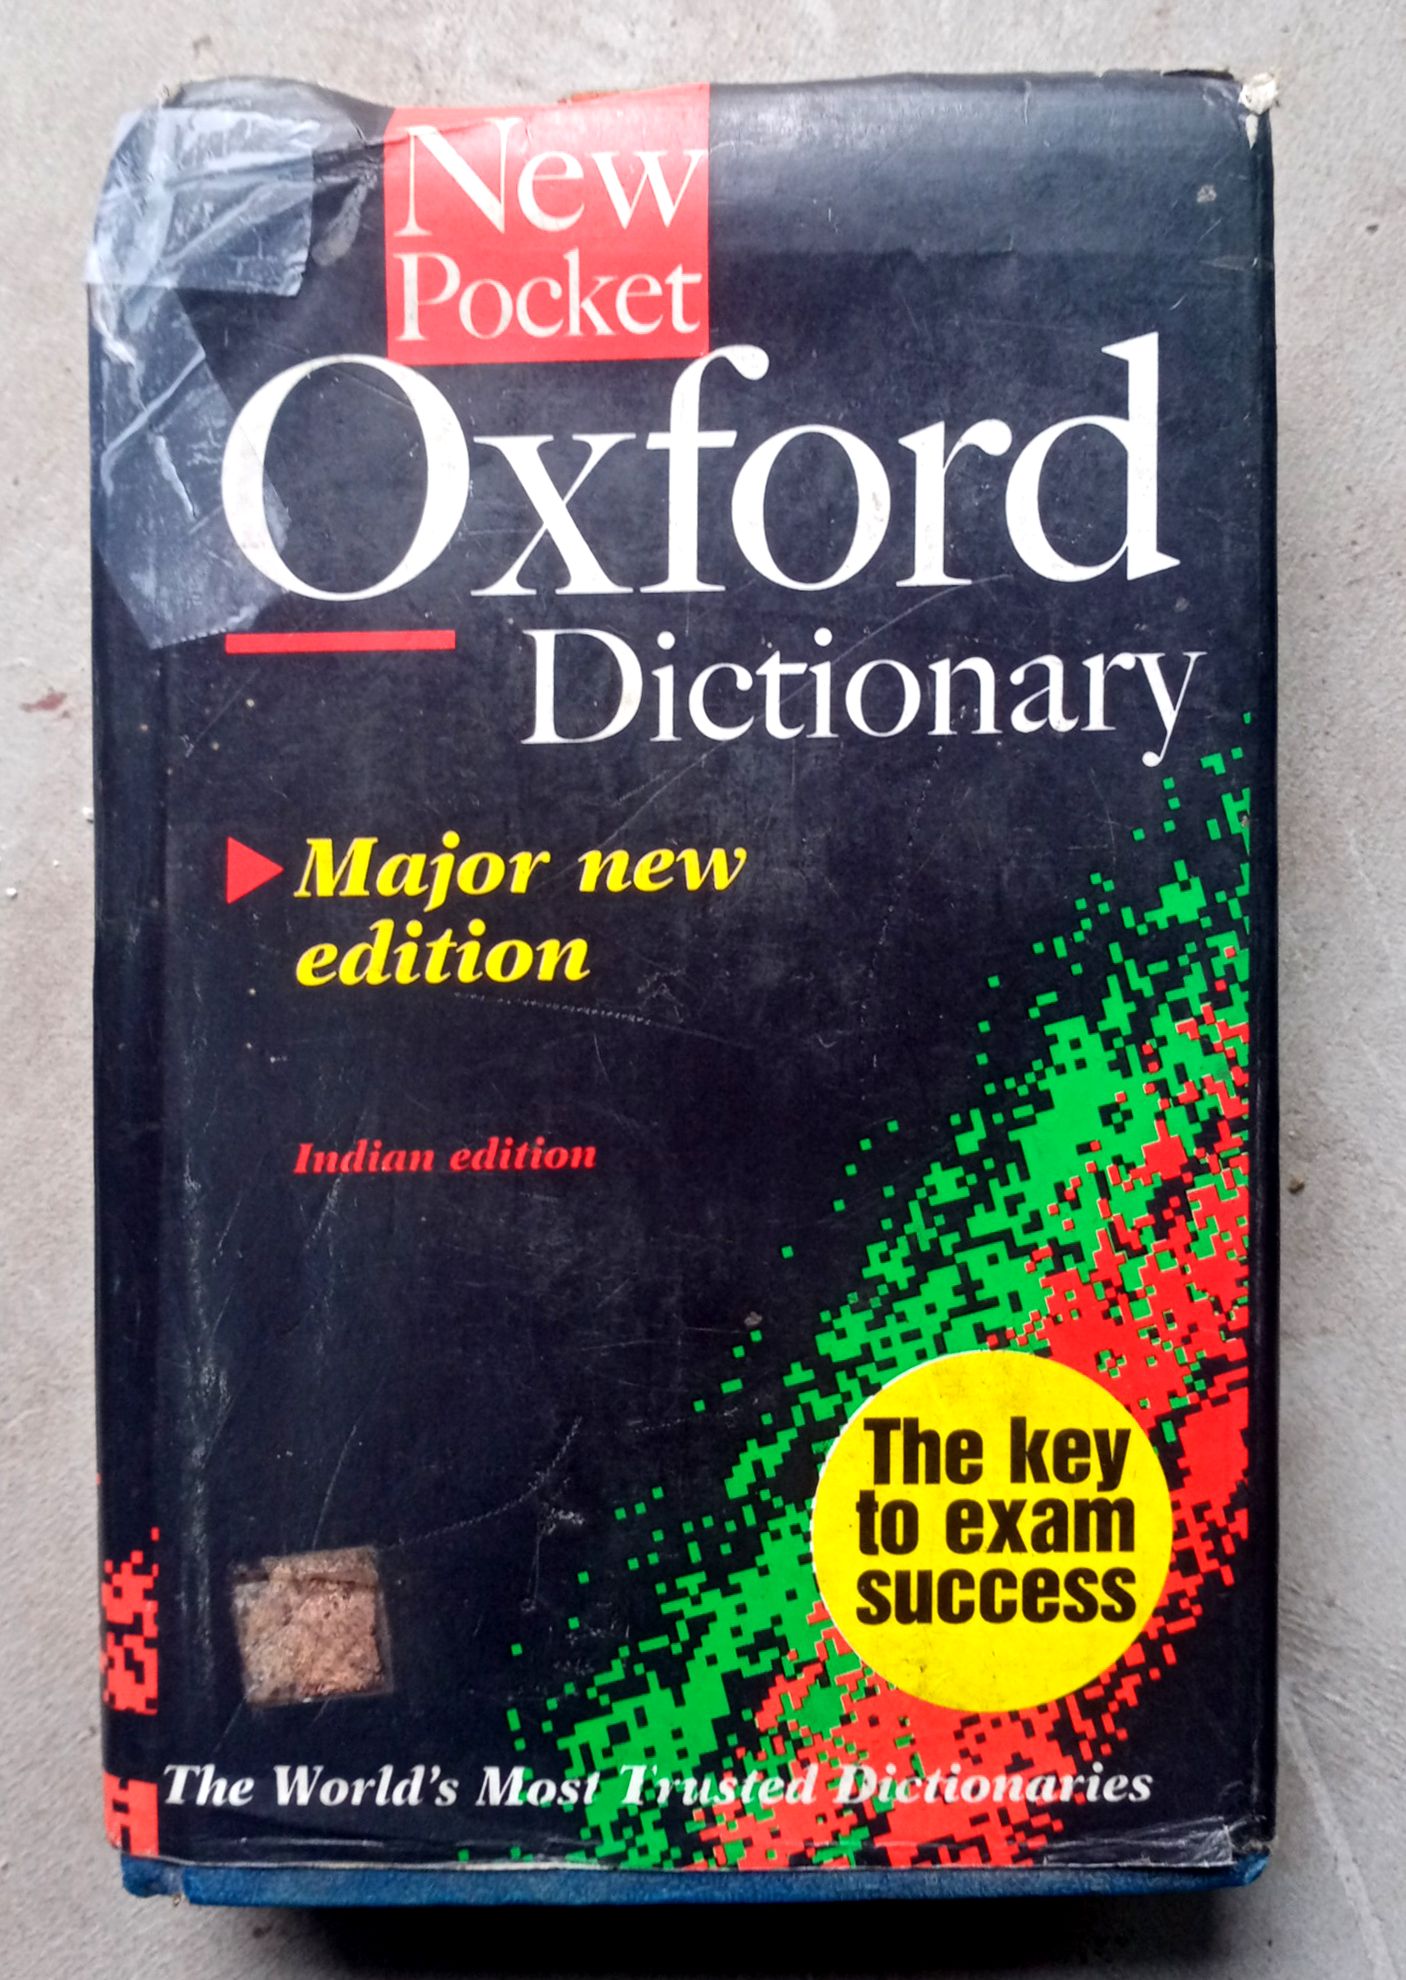 New
Pocket
Oxford
Dictionary
Major new
edition
Indian edition
The key
to exam
success
The World's Most Trusted Dictionaries